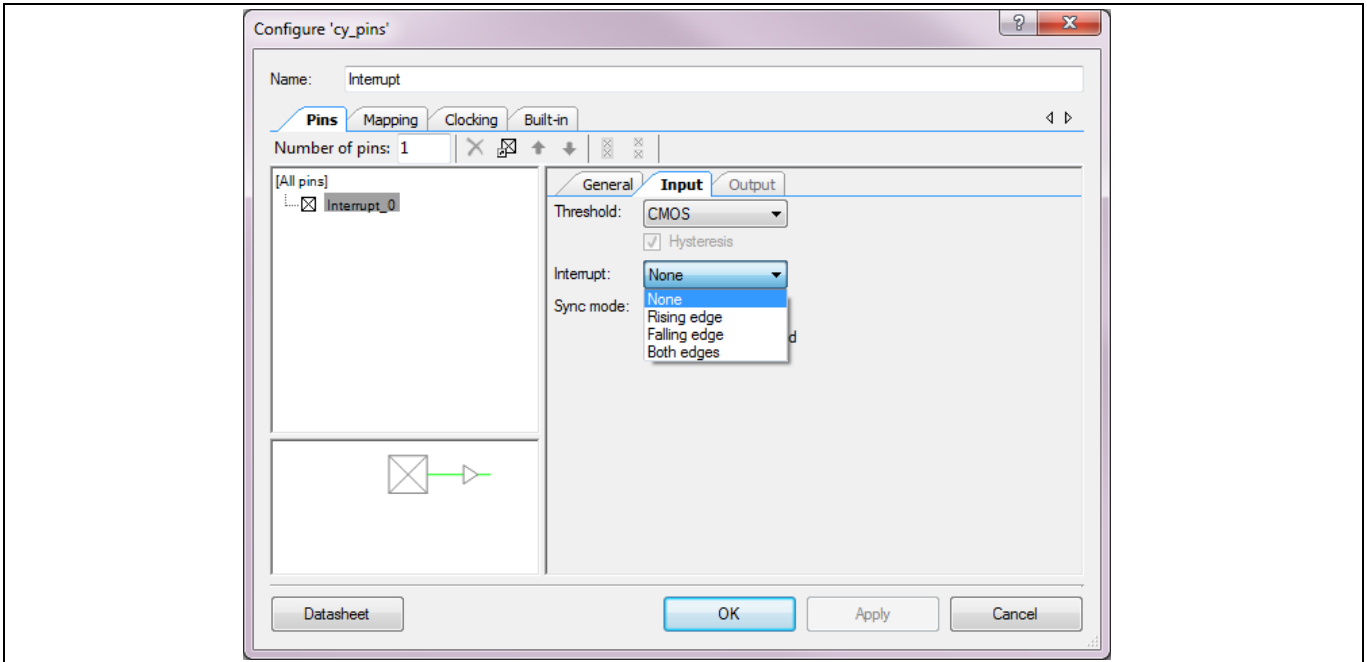 Configure 'cy_pins'
Name: Interrupt
Pins Mapping Clocking Built-in
Number of pins: 1
[All pins]
Interrupt_0
General Input Output
Threshold: CMOS
Hysteresis
Interrupt: None
Sync mode: None
Rising edge
Falling edge
d
Both edges
Datasheet OK Apply Cancel